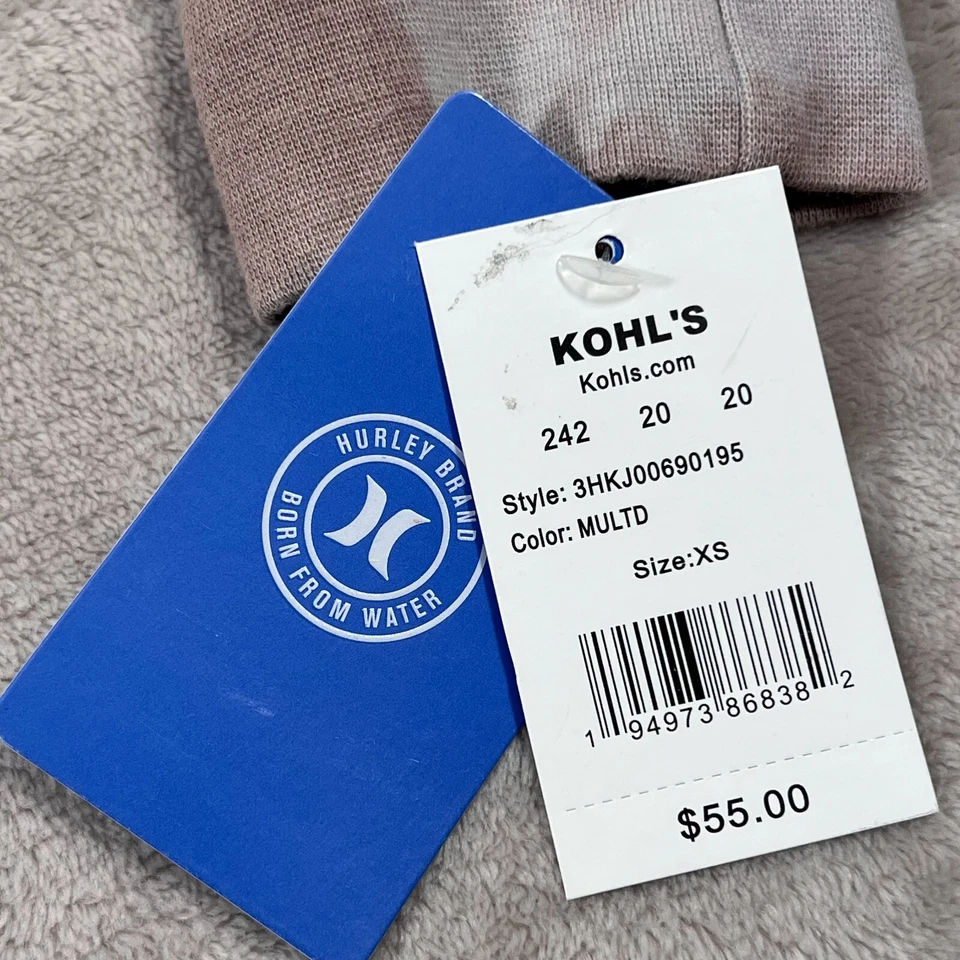 HURLEY BRAND
BORN FROM WATER
KOHL'S
Kohls.com
242 20 20
Style: 3HKJ00690195
Color: MULTD
Size:XS
1 94973 86838 2
$55.00